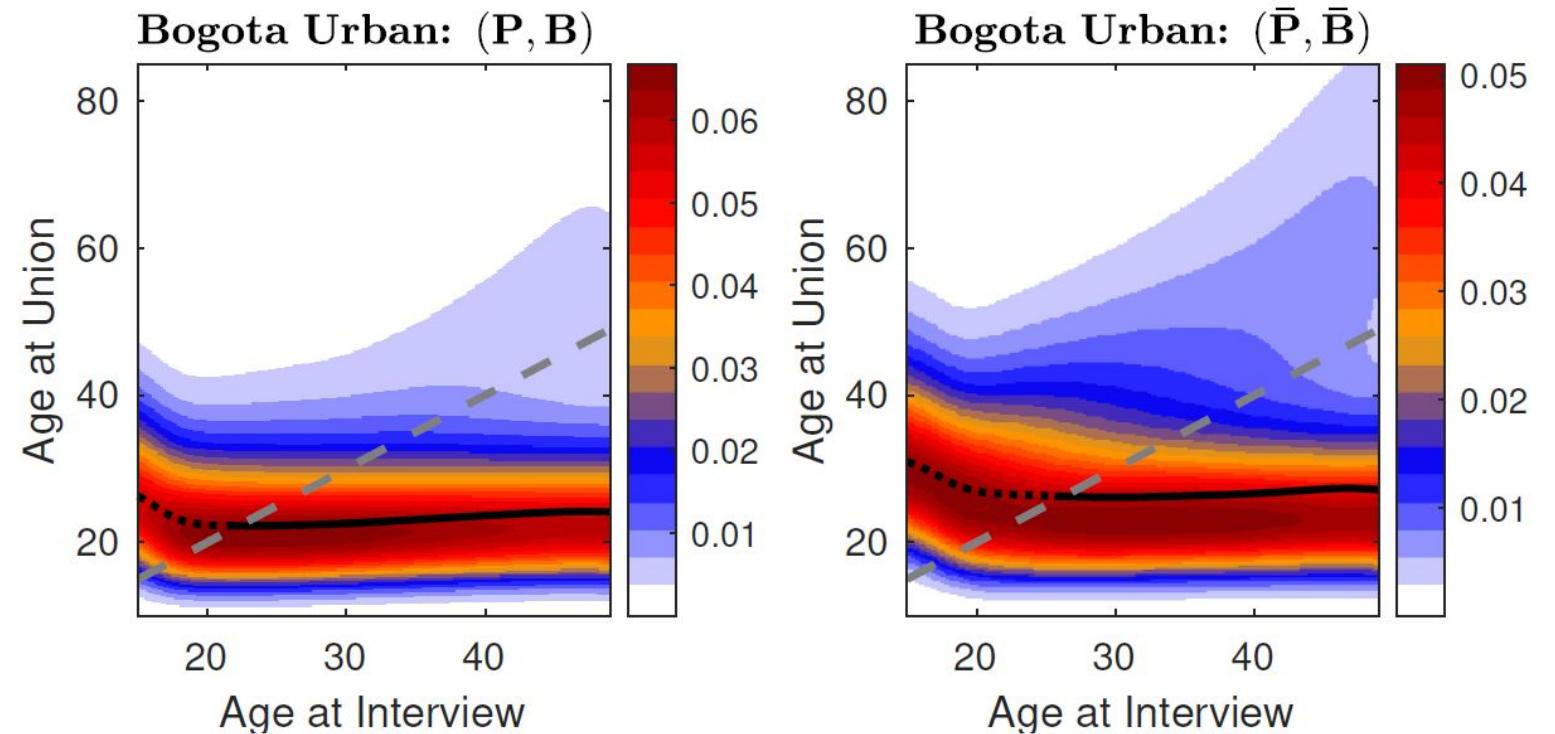 Bogota Urban: (P, B)
80
60
40
20
20 30 40
Age at Union
Age at Interview
0.06
0.05
0.04
0.03
0.02
0.01
Bogota Urban: (P̄, B̄)
80
60
40
20
20 30 40
Age at Union
Age at Interview
0.05
0.04
0.03
0.02
0.01